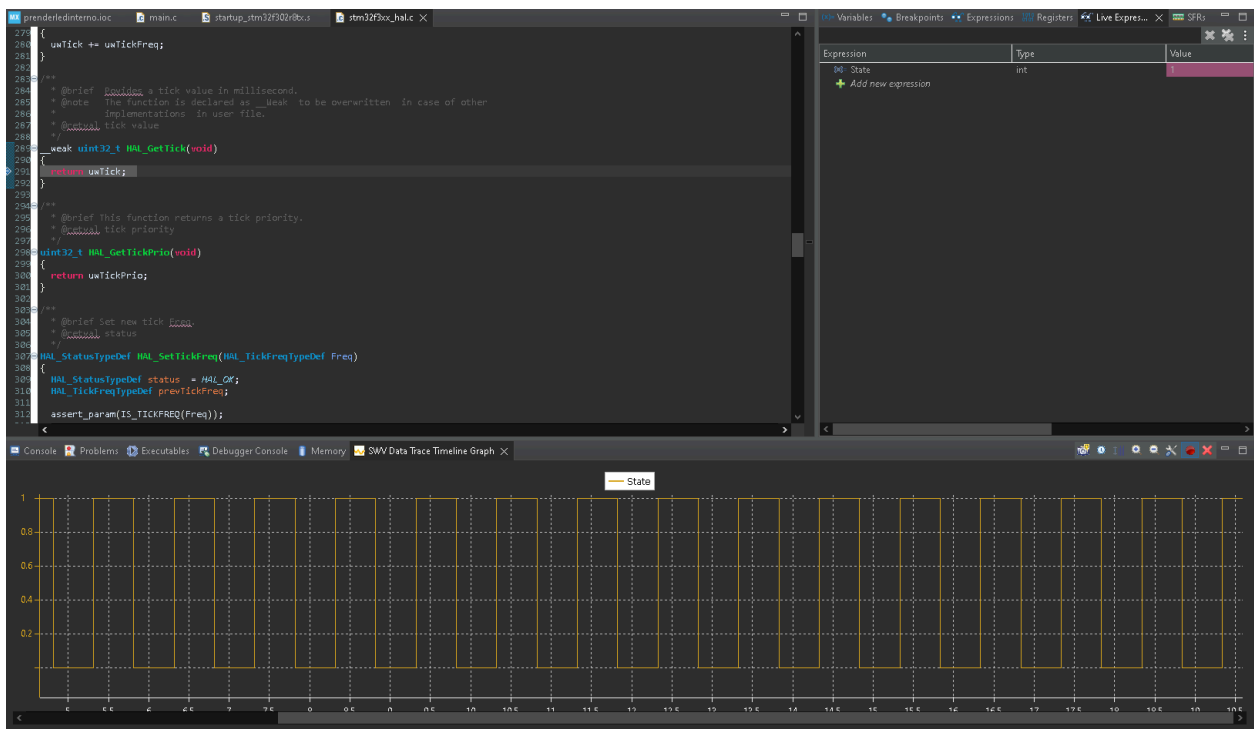 prenderledinterno.ioc main.c startup_stm32f302r8tx.s stm32f3xx_hal.c
279 {
280 uwTick += uwTickFreq;
281 }
282
283 /**
284 * @brief Povides a tick value in millisecond.
285 * @note The function is declared as __Weak to be overwritten in case of other
286 * implementations in user file.
287 * @retval tick value
288 */
289 __weak uint32_t HAL_GetTick(void)
290 {
291 return uwTick;
292 }
293
294 /**
295 * @brief This function returns a tick priority.
296 * @retval tick priority
297 */
298 uint32_t HAL_GetTickPrio(void)
299 {
300 return uwTickPrio;
301 }
302
303 /**
304 * @brief Set new tick Freq.
305 * @retval status
306 */
307 HAL_StatusTypeDef HAL_SetTickFreq(HAL_TickFreqTypeDef Freq)
308 {
309 HAL_StatusTypeDef status = HAL_OK;
310 HAL_TickFreqTypeDef prevTickFreq;
311
312 assert_param(IS_TICKFREQ(Freq));
Variables Breakpoints Expressions Registers Live Expres... SFRs
Expression Type Value
State int 1
Add new expression
Console Problems Executables Debugger Console Memory SWV Data Trace Timeline Graph
State
1
0.8
0.6
0.4
0.2